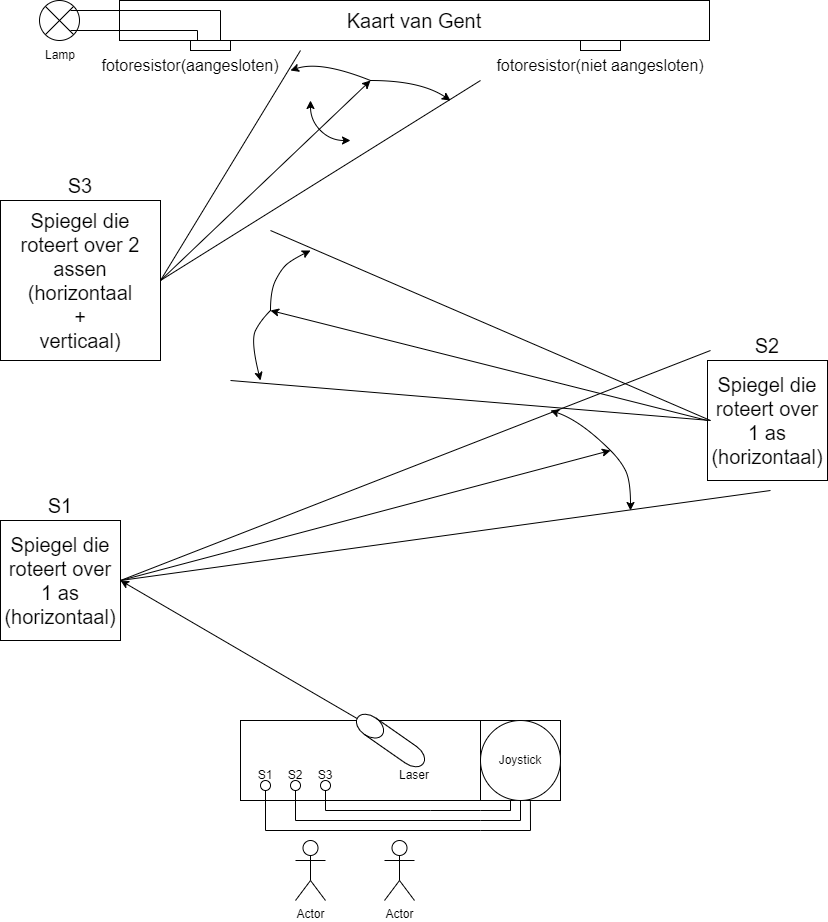 Kaart van Gent
Lamp
fotoresistor(aangesloten)
fotoresistor(niet aangesloten)
S3
Spiegel die
roteert over 2
assen
(horizontaal
+
verticaal)
S2
Spiegel die
roteert over
1 as
(horizontaal)
S1
Spiegel die
roteert over
1 as
(horizontaal)
Joystick
S1
S2
S3
Laser
Actor
Actor